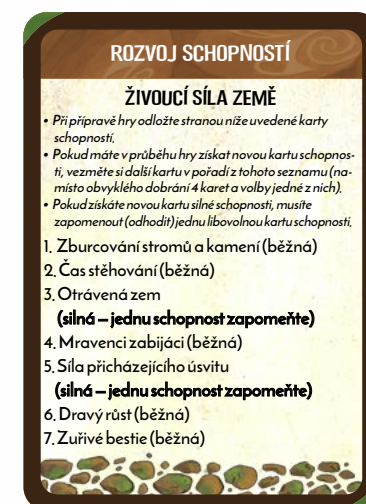 ROZVOJ SCHOPNOSTÍ
ŽIVOUCÍ SÍLA ZEMĚ
• Při přípravě hry odložte stranou níže uvedené karty
schopností.
• Pokud máte v průběhu hry získat novou kartu schopnos-
ti, vezměte si další kartu v pořadí z tohoto seznamu (na-
místo obvyklého dobrání 4 karet a volby jedné z nich).
• Pokud získáte novou kartu silné schopnosti, musíte
zapomenout (odhodit) jednu libovolnou kartu schopnosti.
1. Zburcování stromů a kamení (běžná)
2. Čas stěhování (běžná)
3. Otrávená zem
(silná – jednu schopnost zapomeňte)
4. Mravenci zabijáci (běžná)
5. Síla přicházejícího úsvitu
(silná – jednu schopnost zapomeňte)
6. Dravý růst (běžná)
7. Zuřivé bestie (běžná)